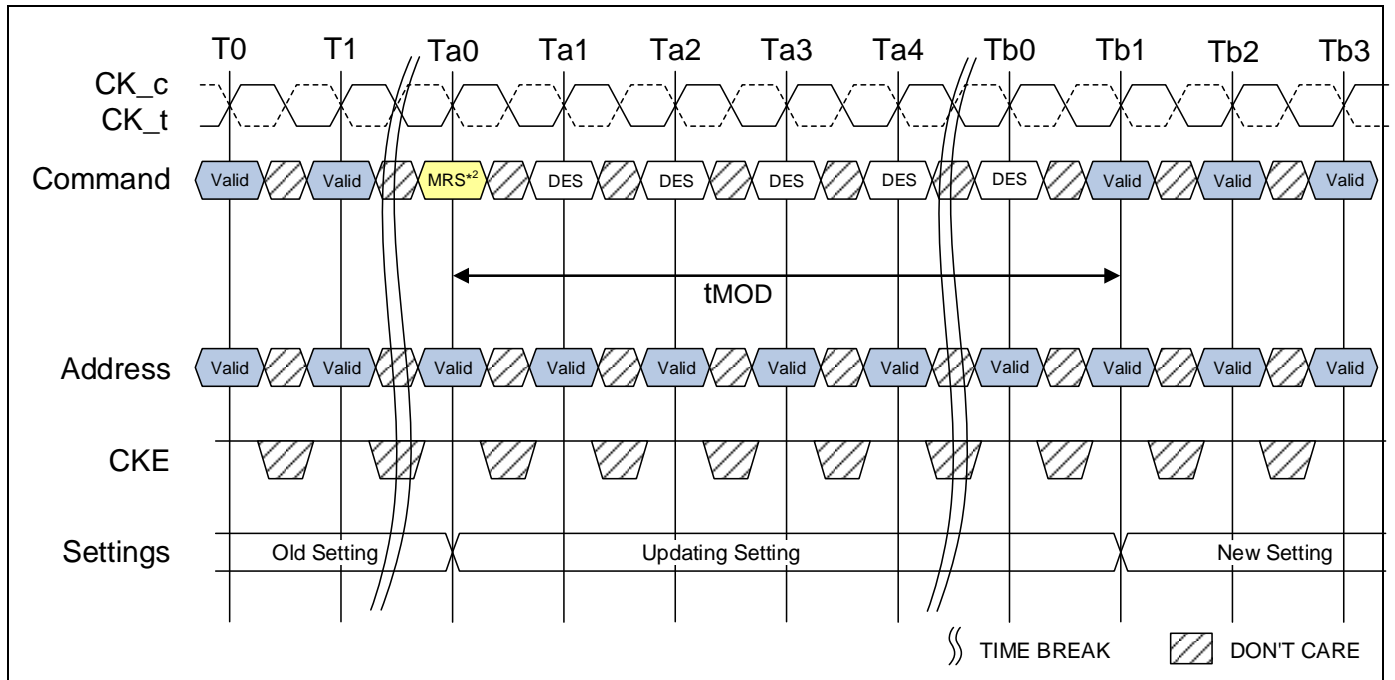 T0 T1 Ta0 Ta1 Ta2 Ta3 Ta4 Tb0 Tb1 Tb2 Tb3
CK_c
CK_t
Command Valid Valid MRS*2 DES DES DES DES DES Valid Valid Valid
tMOD
Address Valid Valid Valid Valid Valid Valid Valid Valid Valid Valid Valid
CKE
Settings Old Setting Updating Setting New Setting
TIME BREAK DON'T CARE